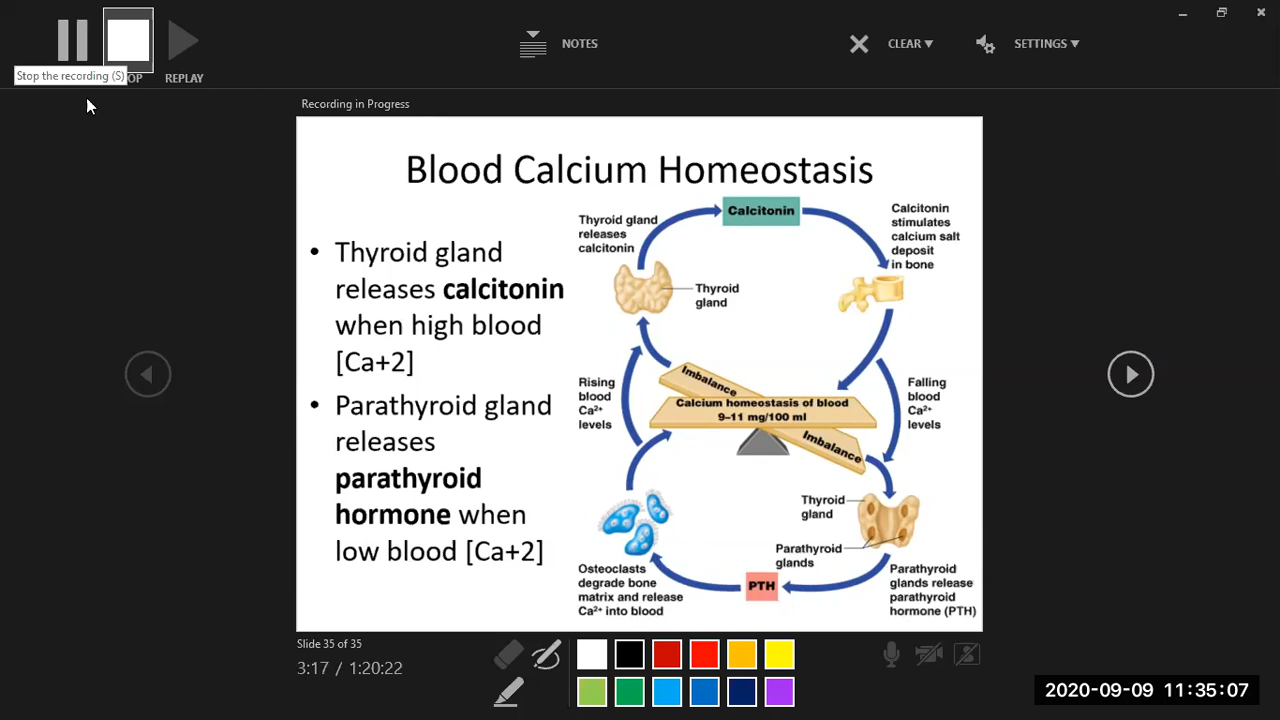 Stop the recording (S)
OP
REPLAY
NOTES
CLEAR
SETTINGS
Recording in Progress
Blood Calcium Homeostasis
• Thyroid gland
releases calcitonin
when high blood
[Ca+2]
• Parathyroid gland
releases
parathyroid
hormone when
low blood [Ca+2]
Thyroid gland
releases
calcitonin
Calcitonin
Calcitonin
stimulates
calcium salt
deposit
in bone
Thyroid
gland
Imbalance
Calcium homeostasis of blood
9–11 mg/100 ml
Imbalance
Rising
blood
Ca²⁺
levels
Falling
blood
Ca²⁺
levels
Thyroid
gland
Parathyroid
glands
Osteoclasts
degrade bone
matrix and release
Ca²⁺ into blood
PTH
Parathyroid
glands release
parathyroid
hormone (PTH)
Slide 35 of 35
3:17 / 1:20:22
2020-09-09 11:35:07